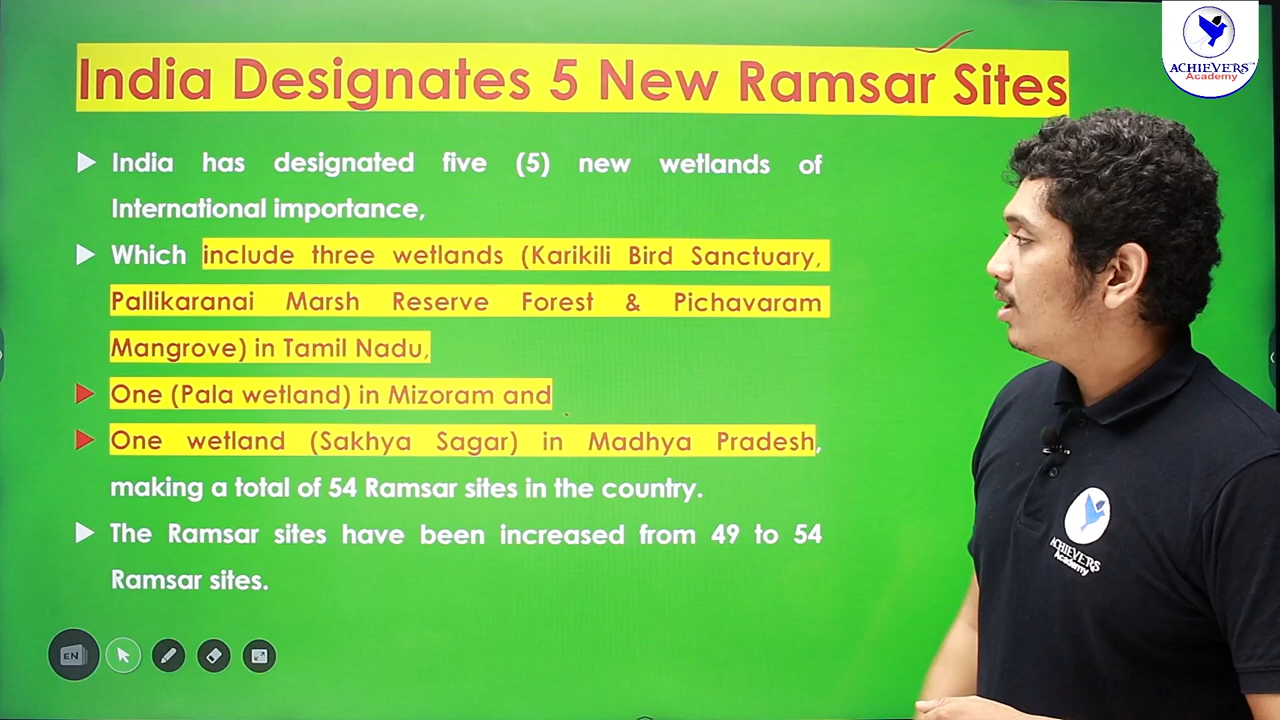 India Designates 5 New Ramsar Sites
ACHIEVERS
Academy
India has designated five (5) new wetlands of
International importance,
Which include three wetlands (Karikili Bird Sanctuary,
Pallikaranai Marsh Reserve Forest & Pichavaram
Mangrove) in Tamil Nadu,
One (Pala wetland) in Mizoram and
One wetland (Sakhya Sagar) in Madhya Pradesh,
making a total of 54 Ramsar sites in the country.
The Ramsar sites have been increased from 49 to 54
Ramsar sites.
ACHIEVERS
Academy
EN